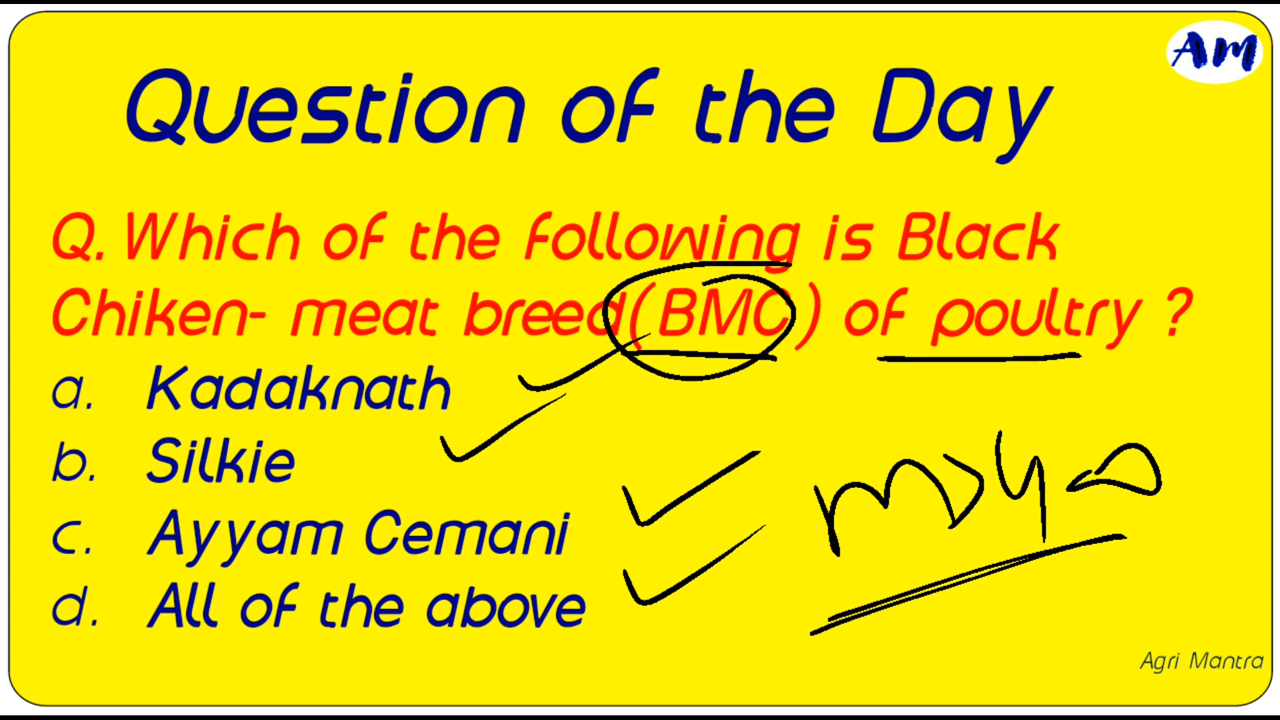 AM
Question of the Day
Q. Which of the following is Black
Chiken- meat breed(BMC) of poultry ?
a. Kadaknath
b. Silkie
c. Ayyam Cemani
d. All of the above
Agri Mantra